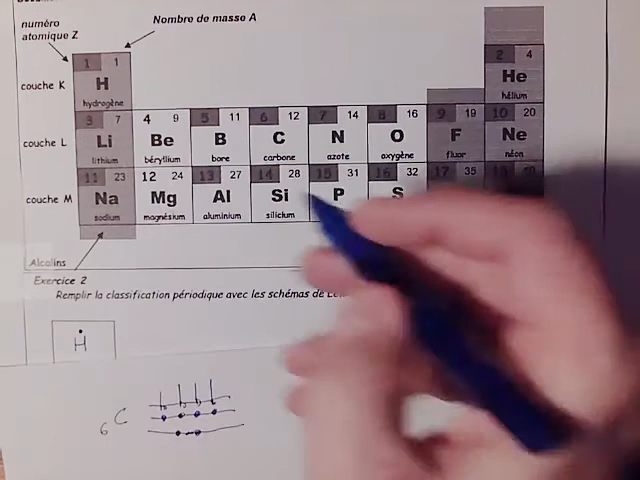 numéro
atomique Z
Nombre de masse A
couche K
1 1
H
hydrogène
2 4
He
hélium
couche L
3 7
Li
lithium
4 9
Be
béryllium
5 11
B
bore
6 12
C
carbone
7 14
N
azote
8 16
O
oxygène
9 19
F
fluor
10 20
Ne
néon
couche M
11 23
Na
sodium
12 24
Mg
magnésium
13 27
Al
aluminium
14 28
Si
silicium
15 31
P
16 32
S
17 35
Alcalins
Exercice 2
Remplir la classification périodique avec les schémas de
H
6 C